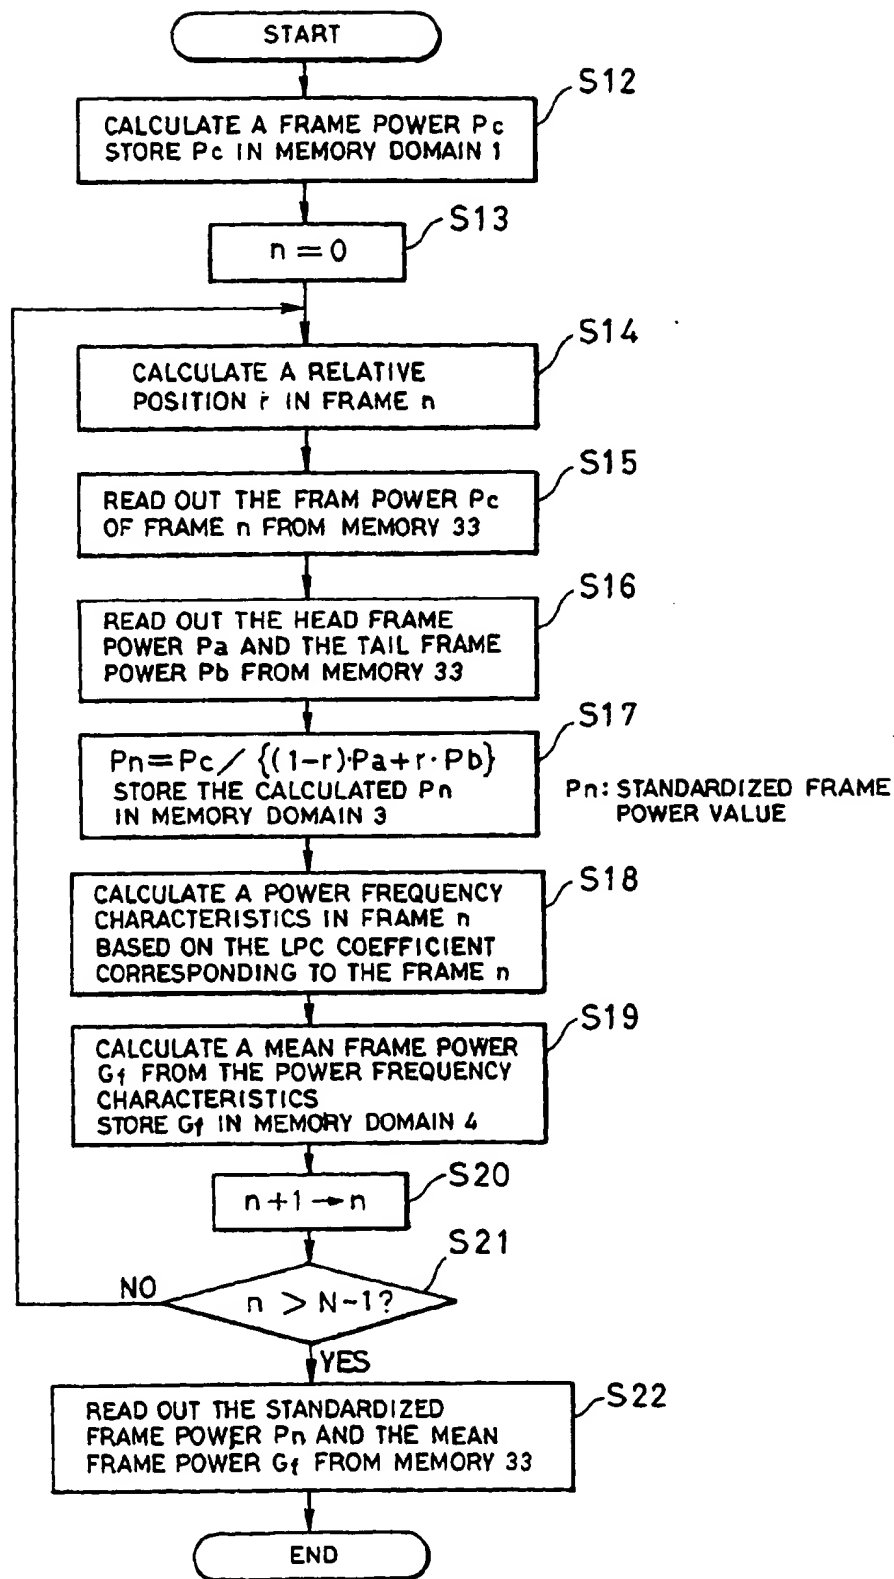 START
S12
CALCULATE A FRAME POWER Pc
STORE Pc IN MEMORY DOMAIN 1
S13
n = 0
S14
CALCULATE A RELATIVE
POSITION r IN FRAME n
S15
READ OUT THE FRAM POWER Pc
OF FRAME n FROM MEMORY 33
S16
READ OUT THE HEAD FRAME
POWER Pa AND THE TAIL FRAME
POWER Pb FROM MEMORY 33
S17
Pn=Pc/ {(1-r)·Pa+r·Pb}
STORE THE CALCULATED Pn
IN MEMORY DOMAIN 3
Pn: STANDARDIZED FRAME
POWER VALUE
S18
CALCULATE A POWER FREQUENCY
CHARACTERISTICS IN FRAME n
BASED ON THE LPC COEFFICIENT
CORRESPONDING TO THE FRAME n
S19
CALCULATE A MEAN FRAME POWER
Gf FROM THE POWER FREQUENCY
CHARACTERISTICS
STORE Gf IN MEMORY DOMAIN 4
S20
n+1→n
S21
NO
n > N-1?
YES
S22
READ OUT THE STANDARDIZED
FRAME POWER Pn AND THE MEAN
FRAME POWER Gf FROM MEMORY 33
END